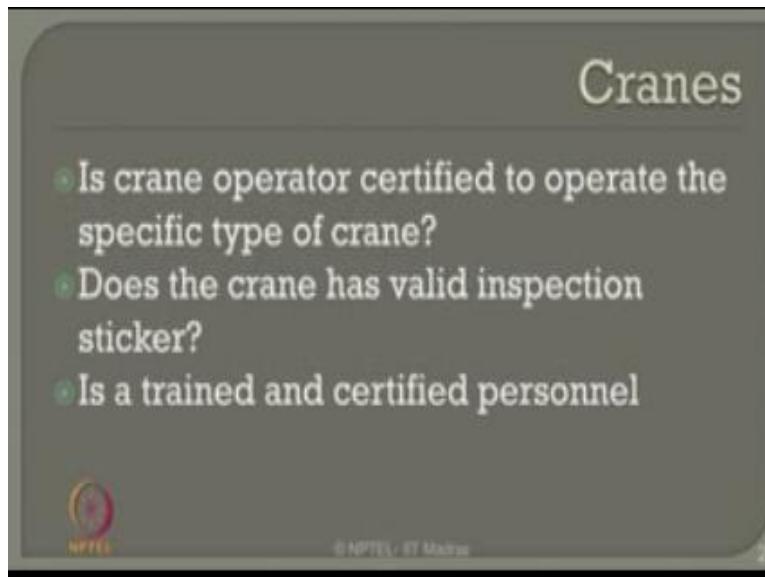 Cranes
Is crane operator certified to operate the
specific type of crane?
Does the crane has valid inspection
sticker?
Is a trained and certified personnel
NPTEL
© NPTEL- IIT Madras